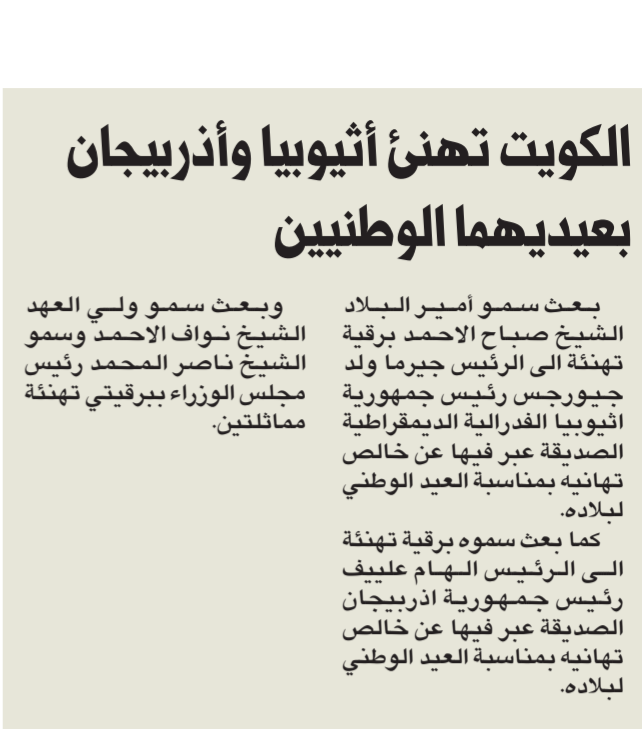 الكويت تهنئ أثيوبيا وأذربيجان
بعيديهما الوطنيين
بعث سمو أمير البلاد
الشيخ صباح الاحمد برقية
تهنئة الى الرئيس جيرما ولد
جيورجس رئيس جمهورية
اثيوبيا الفدرالية الديمقراطية
الصديقة عبر فيها عن خالص
تهانيه بمناسبة العيد الوطني
لبلاده.
كما بعث سموه برقية تهنئة
الى الرئيس الهام علييف
رئيس جمهورية اذربيجان
الصديقة عبر فيها عن خالص
تهانيه بمناسبة العيد الوطني
لبلاده.
وبعث سمو ولي العهد
الشيخ نواف الاحمد وسمو
الشيخ ناصر المحمد رئيس
مجلس الوزراء ببرقيتي تهنئة
مماثلتين.